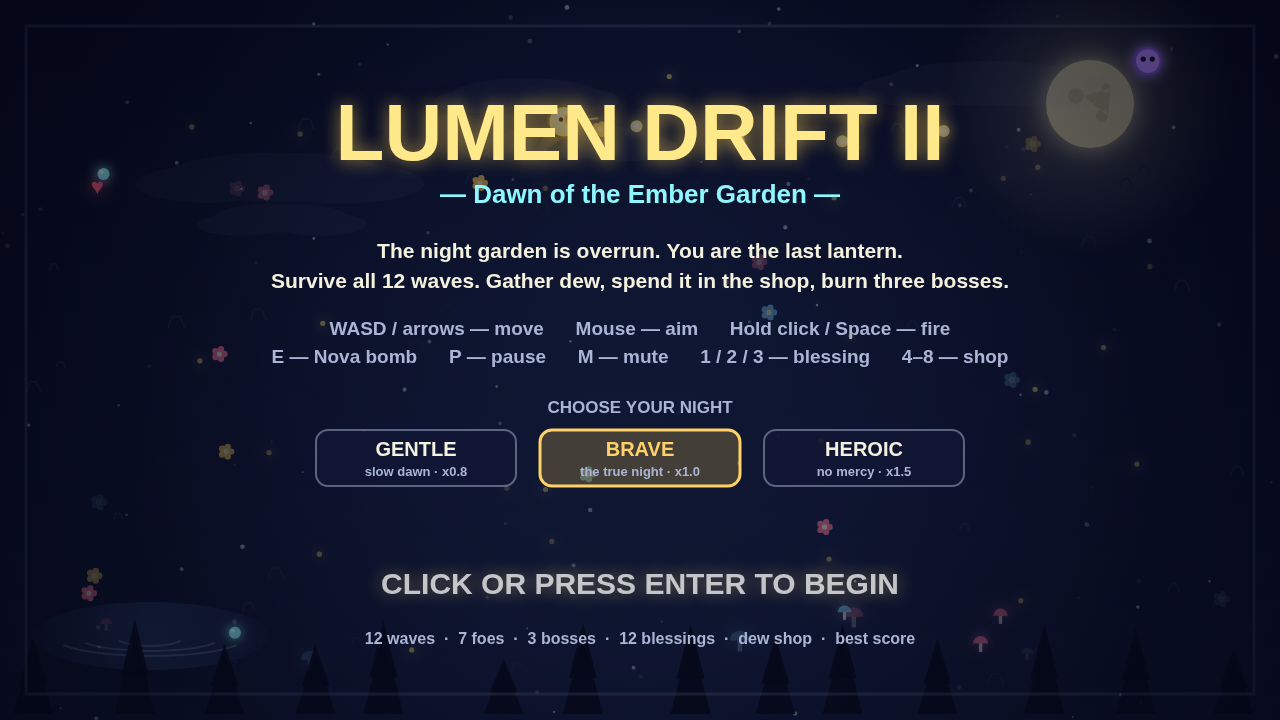 LUMEN DRIFT II
— Dawn of the Ember Garden —
The night garden is overrun. You are the last lantern.
Survive all 12 waves. Gather dew, spend it in the shop, burn three bosses.
WASD / arrows — move Mouse — aim Hold click / Space — fire
E — Nova bomb P — pause M — mute 1 / 2 / 3 — blessing 4–8 — shop
CHOOSE YOUR NIGHT
GENTLE BRAVE HEROIC
slow dawn · x0.8 the true night · x1.0 no mercy · x1.5
CLICK OR PRESS ENTER TO BEGIN
12 waves · 7 foes · 3 bosses · 12 blessings · dew shop · best score